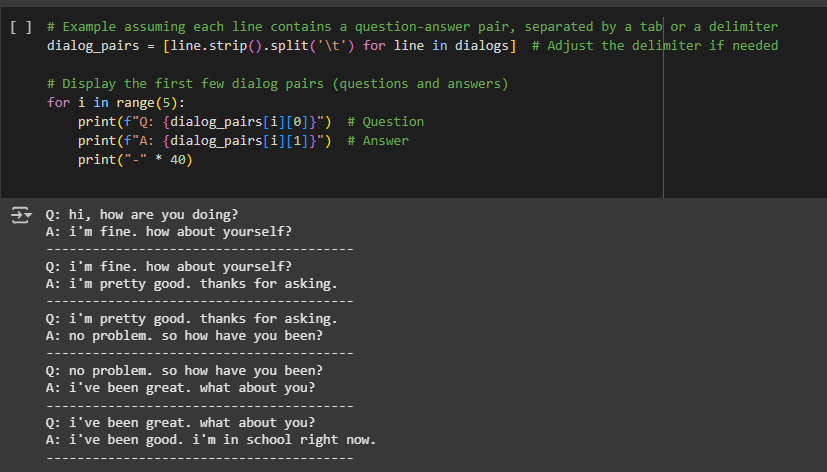 [ ] # Example assuming each line contains a question-answer pair, separated by a tab or a delimiter
dialog_pairs = [line.strip().split('\t') for line in dialogs]  # Adjust the delimiter if needed

# Display the first few dialog pairs (questions and answers)
for i in range(5):
    print(f"Q: {dialog_pairs[i][0]}")  # Question
    print(f"A: {dialog_pairs[i][1]}")  # Answer
    print("-" * 40)

Q: hi, how are you doing?
A: i'm fine. how about yourself?
----------------------------------------
Q: i'm fine. how about yourself?
A: i'm pretty good. thanks for asking.
----------------------------------------
Q: i'm pretty good. thanks for asking.
A: no problem. so how have you been?
----------------------------------------
Q: no problem. so how have you been?
A: i've been great. what about you?
----------------------------------------
Q: i've been great. what about you?
A: i've been good. i'm in school right now.
----------------------------------------